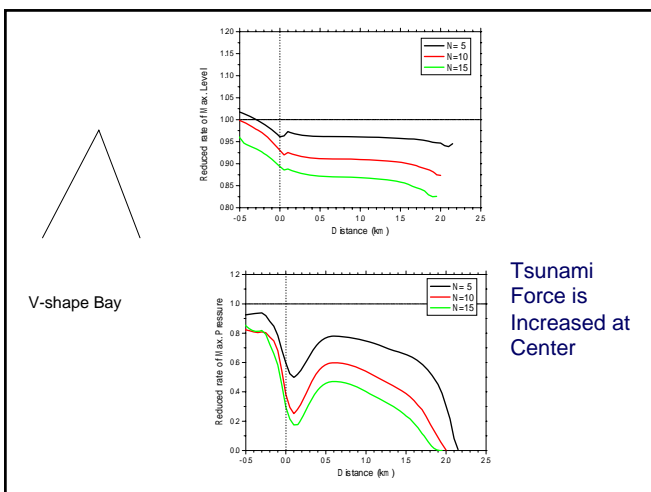 1.20
1.15
1.10
1.05
1.00
0.95
0.90
0.85
0.80
Reduced rate of Max. Level
N= 5
N=10
N=15
-0.5 0.0 0.5 1.0 1.5 2.0 2.5
Distance (km)
V-shape Bay
1.2
1.0
0.8
0.6
0.4
0.2
0.0
Reduced rate of Max. Pressure
N= 5
N=10
N=15
-0.5 0.0 0.5 1.0 1.5 2.0 2.5
Distance (km)
Tsunami
Force is
Increased at
Center